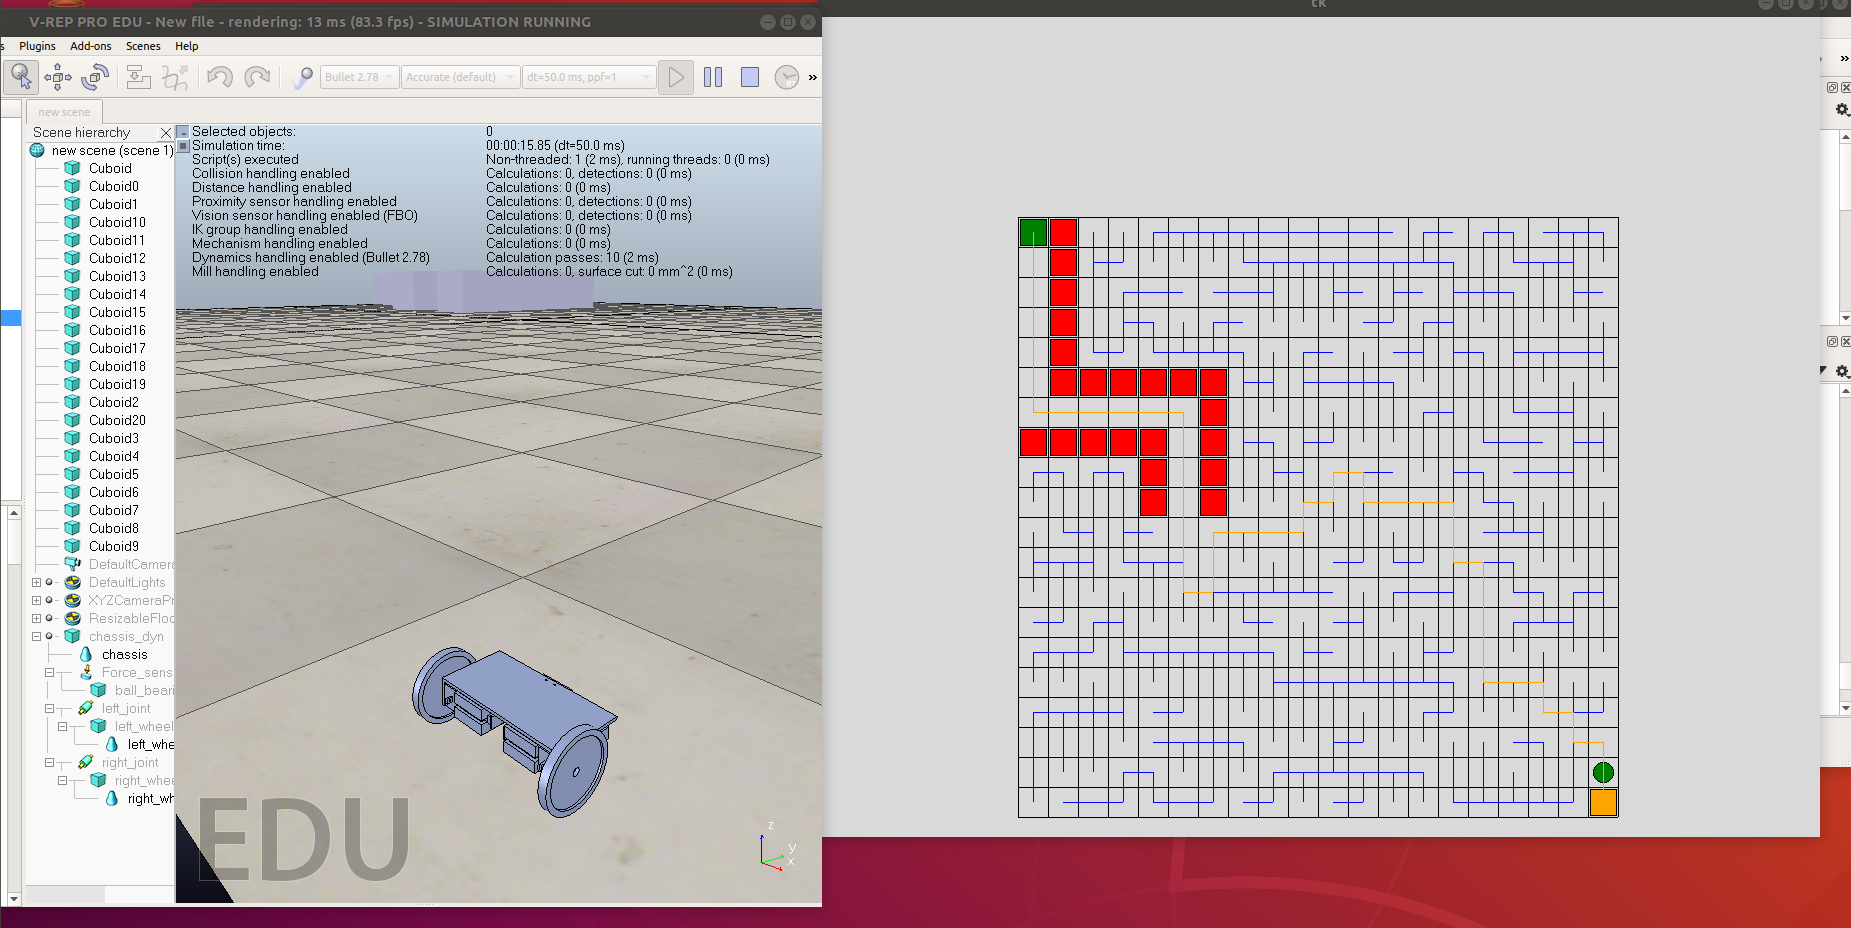 V-REP PRO EDU - New file - rendering: 13 ms (83.3 fps) - SIMULATION RUNNING
tk
s Plugins Add-ons Scenes Help
Bullet 2.78 Accurate (default) dt=50.0 ms, ppf=1 »
»
new scene
Scene hierarchy
new scene (scene 1)
Cuboid
Cuboid0
Cuboid1
Cuboid10
Cuboid11
Cuboid12
Cuboid13
Cuboid14
Cuboid15
Cuboid16
Cuboid17
Cuboid18
Cuboid19
Cuboid2
Cuboid20
Cuboid3
Cuboid4
Cuboid5
Cuboid6
Cuboid7
Cuboid8
Cuboid9
DefaultCamera
DefaultLights
XYZCameraPr
ResizableFloo
chassis_dyn
chassis
Force_sens
ball_beari
left_joint
left_wheel
left_whe
right_joint
right_whe
right_wh
Selected objects: 0
Simulation time: 00:00:15.85 (dt=50.0 ms)
Script(s) executed Non-threaded: 1 (2 ms), running threads: 0 (0 ms)
Collision handling enabled Calculations: 0, detections: 0 (0 ms)
Distance handling enabled Calculations: 0 (0 ms)
Proximity sensor handling enabled Calculations: 0, detections: 0 (0 ms)
Vision sensor handling enabled (FBO) Calculations: 0, detections: 0 (0 ms)
IK group handling enabled Calculations: 0 (0 ms)
Mechanism handling enabled Calculations: 0 (0 ms)
Dynamics handling enabled (Bullet 2.78) Calculation passes: 10 (2 ms)
Mill handling enabled Calculations: 0, surface cut: 0 mm^2 (0 ms)
EDU
z
y
x